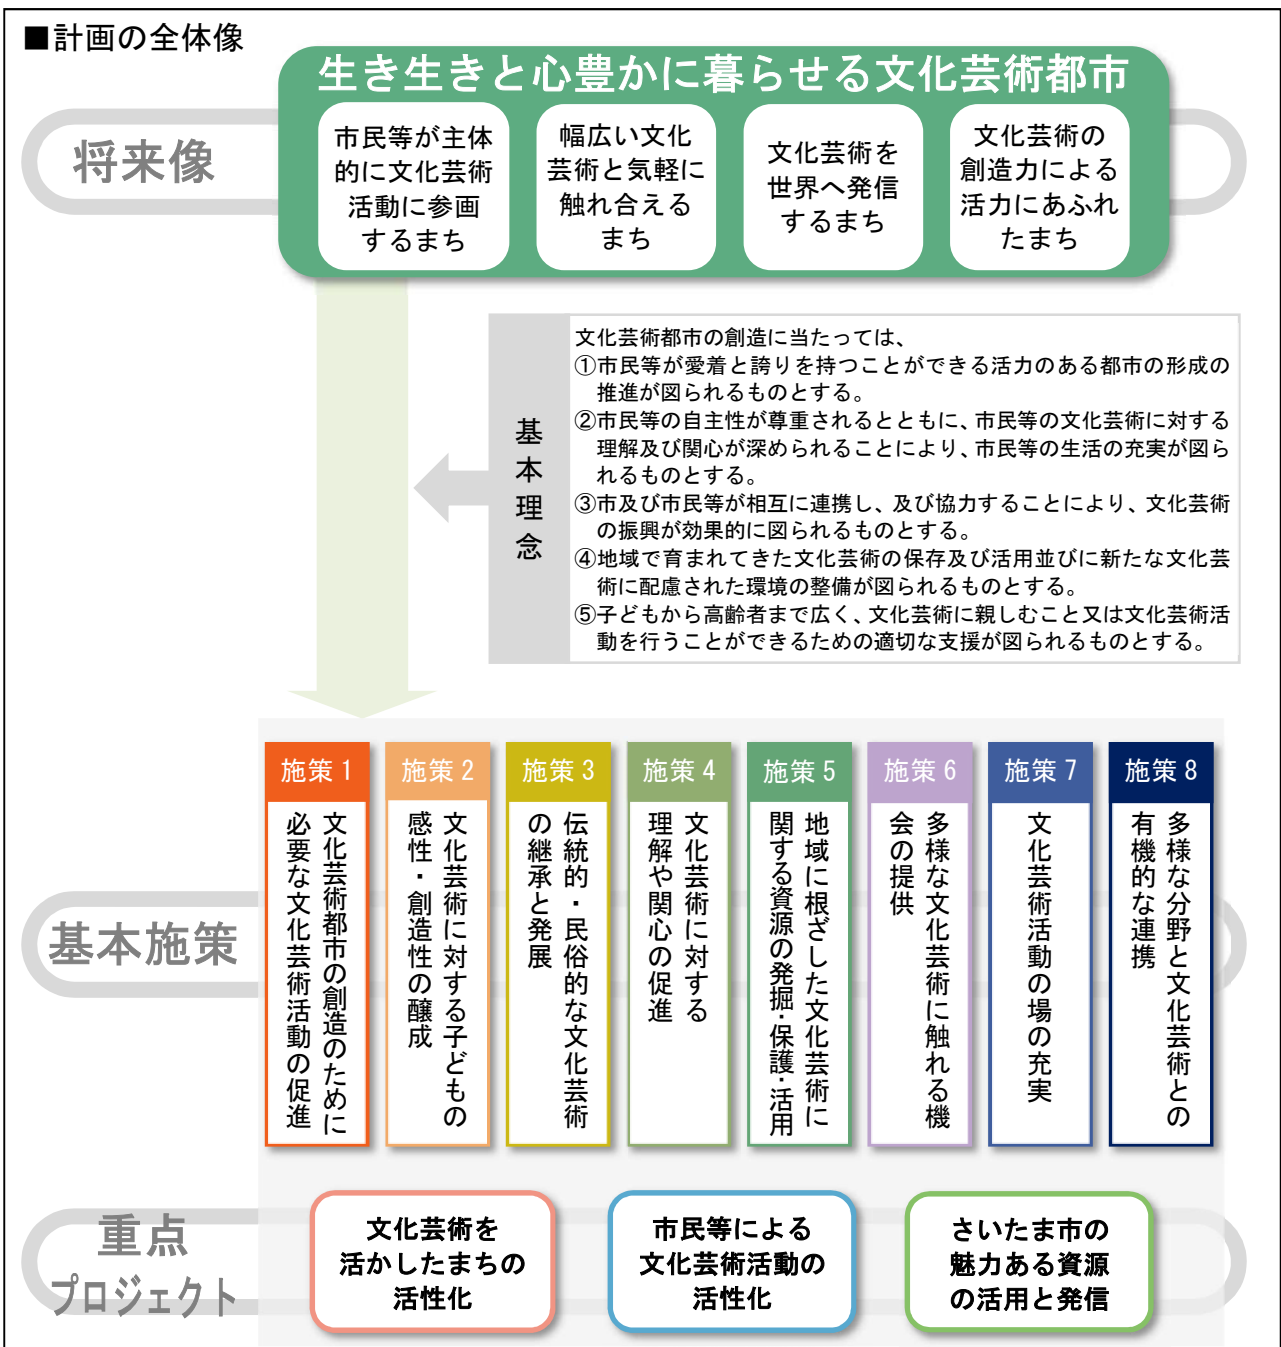 ■計画の全体像
生き生きと心豊かに暮らせる文化芸術都市
将来像
市民等が主体
的に文化芸術
活動に参画
するまち
幅広い文化
芸術と気軽に
触れ合える
まち
文化芸術を
世界へ発信
するまち
文化芸術の
創造力による
活力にあふれ
たまち
基本理念
文化芸術都市の創造に当たっては、
①市民等が愛着と誇りを持つことができる活力のある都市の形成の
推進が図られるものとする。
②市民等の自主性が尊重されるとともに、市民等の文化芸術に対する
理解及び関心が深められることにより、市民等の生活の充実が図ら
れるものとする。
③市及び市民等が相互に連携し、及び協力することにより、文化芸術
の振興が効果的に図られるものとする。
④地域で育まれてきた文化芸術の保存及び活用並びに新たな文化芸
術に配慮された環境の整備が図られるものとする。
⑤子どもから高齢者まで広く、文化芸術に親しむこと又は文化芸術活
動を行うことができるための適切な支援が図られるものとする。
基本施策
施策1
文化芸術都市の創造のために
必要な文化芸術活動の促進
施策2
文化芸術に対する子どもの
感性・創造性の醸成
施策3
伝統的・民俗的な文化芸術
の継承と発展
施策4
文化芸術に対する
理解や関心の促進
施策5
地域に根ざした文化芸術に
関する資源の発掘・保護・活用
施策6
多様な文化芸術に触れる機
会の提供
施策7
文化芸術活動の場の充実
施策8
多様な分野と文化芸術との
有機的な連携
重点
プロジェクト
文化芸術を
活かしたまちの
活性化
市民等による
文化芸術活動の
活性化
さいたま市の
魅力ある資源
の活用と発信